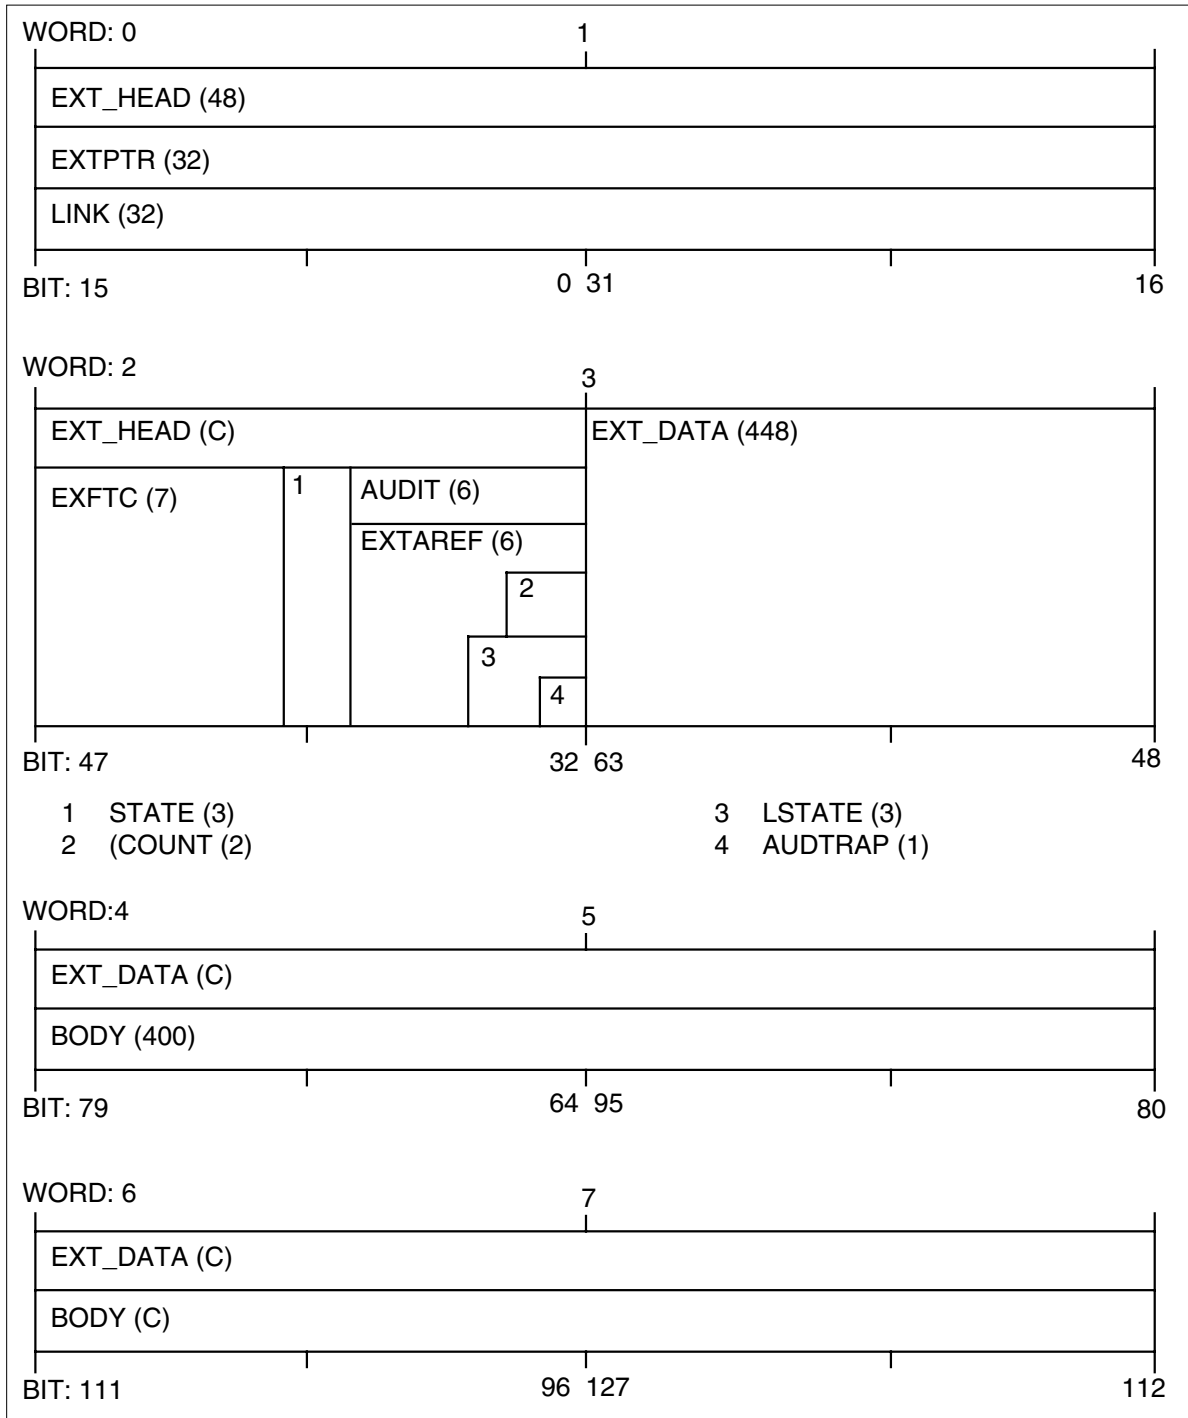 WORD: 0 1
EXT_HEAD (48)
EXTPTR (32)
LINK (32)
BIT: 15 0 31 16
WORD: 2 3
EXT_HEAD (C) EXT_DATA (448)
EXFTC (7) 1 AUDIT (6)
EXTAREF (6)
2
3
4
BIT: 47 32 63 48
1 STATE (3) 3 LSTATE (3)
2 (COUNT (2) 4 AUDTRAP (1)
WORD:4 5
EXT_DATA (C)
BODY (400)
BIT: 79 64 95 80
WORD: 6 7
EXT_DATA (C)
BODY (C)
BIT: 111 96 127 112